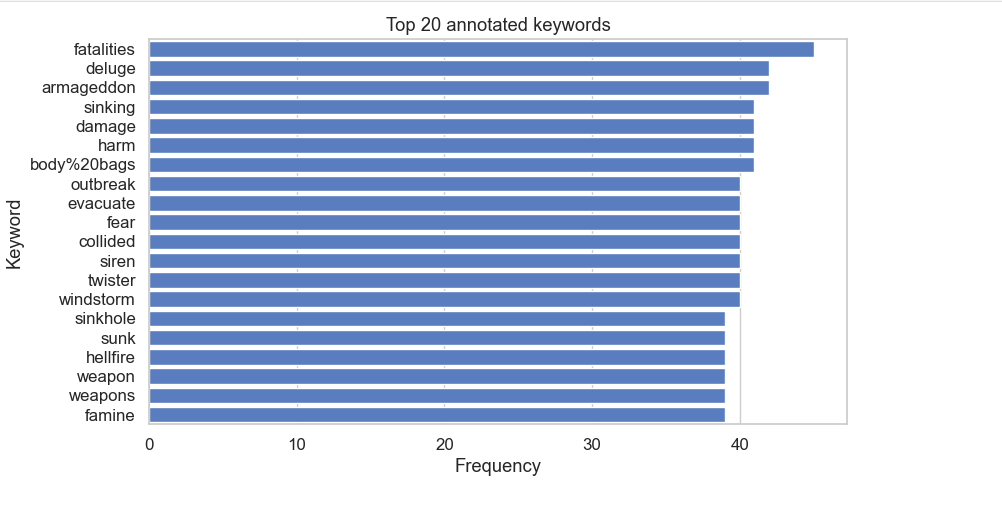 Top 20 annotated keywords
fatalities
deluge
armageddon
sinking
damage
harm
body%20bags
outbreak
evacuate
fear
collided
siren
twister
windstorm
sinkhole
sunk
hellfire
weapon
weapons
famine
Keyword
0 10 20 30 40
Frequency